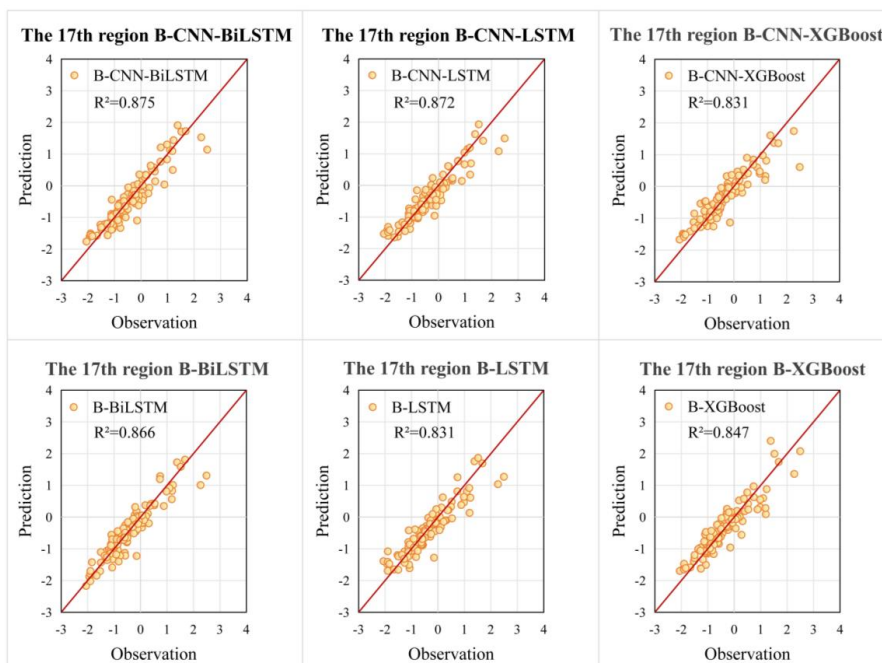 The 17th region B-CNN-BiLSTM
4
3
2
1
0
-1
-2
-3
Prediction
B-CNN-BiLSTM
R²=0.875
-3 -2 -1 0 1 2 3 4
Observation
The 17th region B-CNN-LSTM
4
3
2
1
0
-1
-2
-3
Prediction
B-CNN-LSTM
R²=0.872
-3 -2 -1 0 1 2 3 4
Observation
The 17th region B-CNN-XGBoost
4
3
2
1
0
-1
-2
-3
Prediction
B-CNN-XGBoost
R²=0.831
-3 -2 -1 0 1 2 3 4
Observation
The 17th region B-BiLSTM
4
3
2
1
0
-1
-2
-3
Prediction
B-BiLSTM
R²=0.866
-3 -2 -1 0 1 2 3 4
Observation
The 17th region B-LSTM
4
3
2
1
0
-1
-2
-3
Prediction
B-LSTM
R²=0.831
-3 -2 -1 0 1 2 3 4
Observation
The 17th region B-XGBoost
4
3
2
1
0
-1
-2
-3
Prediction
B-XGBoost
R²=0.847
-3 -2 -1 0 1 2 3 4
Observation